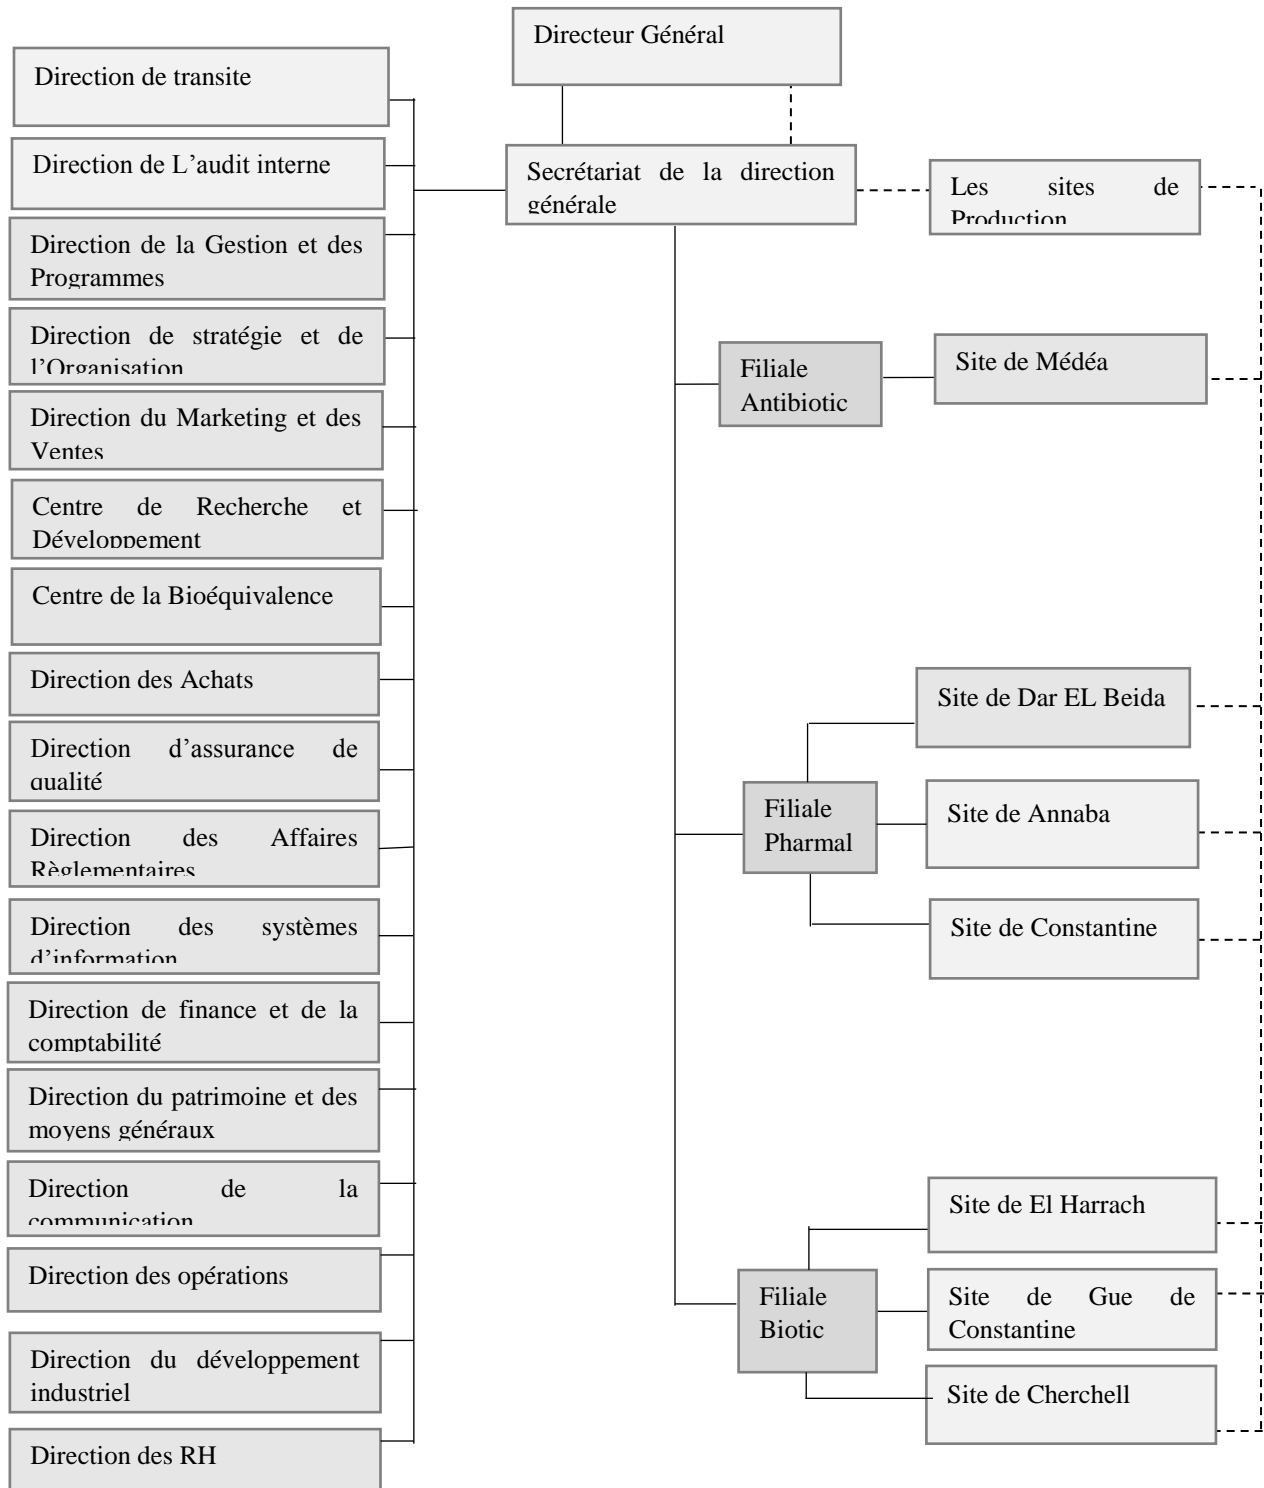 Directeur Général
Direction de transite
Direction de L’audit interne
Direction de la Gestion et des
Programmes
Direction de stratégie et de
l’Organisation
Direction du Marketing et des
Ventes
Centre de Recherche et
Développement
Centre de la Bioéquivalence
Direction des Achats
Direction d’assurance de
qualité
Direction des Affaires
Règlementaires
Direction des systèmes
d’information
Direction de finance et de la
comptabilité
Direction du patrimoine et des
moyens généraux
Direction de la
communication
Direction des opérations
Direction du développement
industriel
Direction des RH
Secrétariat de la direction
générale
Les sites de
Production
Filiale
Antibiotic
Site de Médéa
Filiale
Pharmal
Site de Dar EL Beida
Site de Annaba
Site de Constantine
Filiale
Biotic
Site de El Harrach
Site de Gue de
Constantine
Site de Cherchell